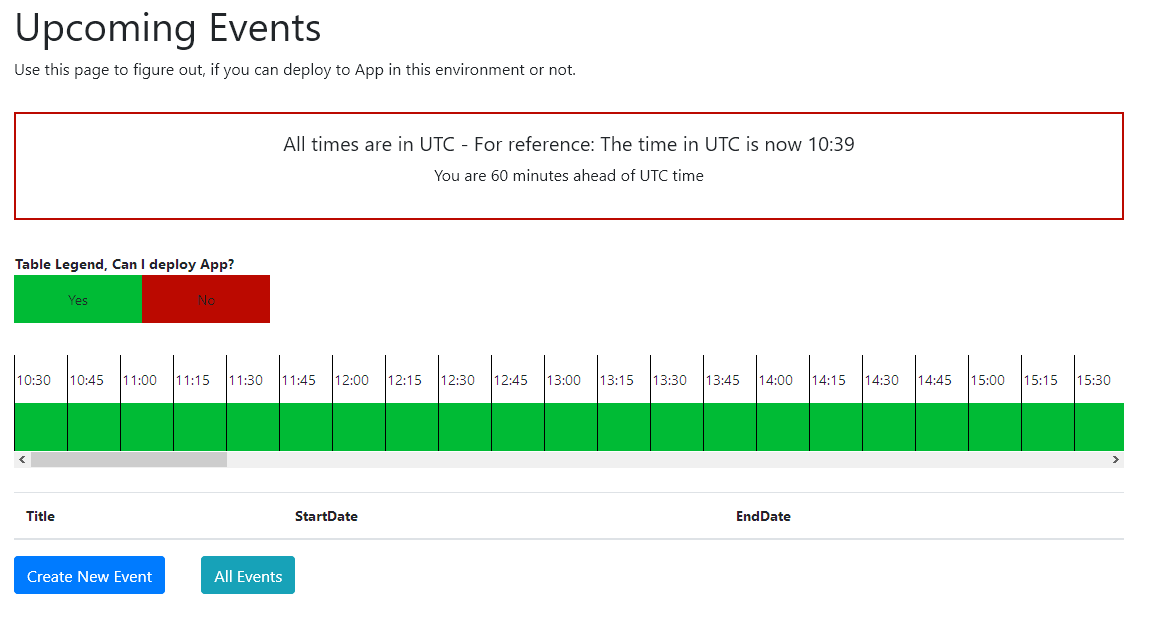 Upcoming Events
Use this page to figure out, if you can deploy to App in this environment or not.
All times are in UTC - For reference: The time in UTC is now 10:39
You are 60 minutes ahead of UTC time
Table Legend, Can I deploy App?
Yes No
10:30 10:45 11:00 11:15 11:30 11:45 12:00 12:15 12:30 12:45 13:00 13:15 13:30 13:45 14:00 14:15 14:30 14:45 15:00 15:15 15:30
Title StartDate EndDate
Create New Event All Events